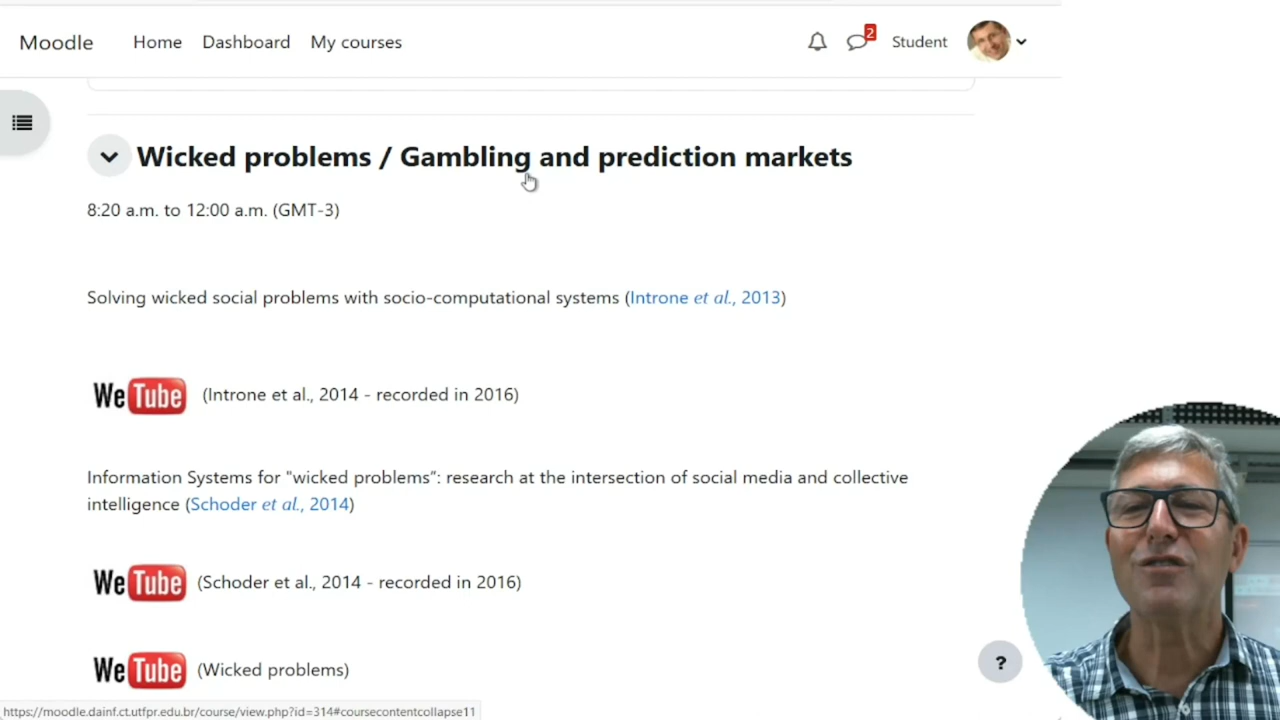 Moodle Home Dashboard My courses 2 Student
Wicked problems / Gambling and prediction markets
8:20 a.m. to 12:00 a.m. (GMT-3)
Solving wicked social problems with socio-computational systems (Introne et al., 2013)
WeTube (Introne et al., 2014 - recorded in 2016)
Information Systems for "wicked problems": research at the intersection of social media and collective
intelligence (Schoder et al., 2014)
WeTube (Schoder et al., 2014 - recorded in 2016)
WeTube (Wicked problems)
?
https://moodle.dainf.ct.utfpr.edu.br/course/view.php?id=314#coursecontentcollapse11